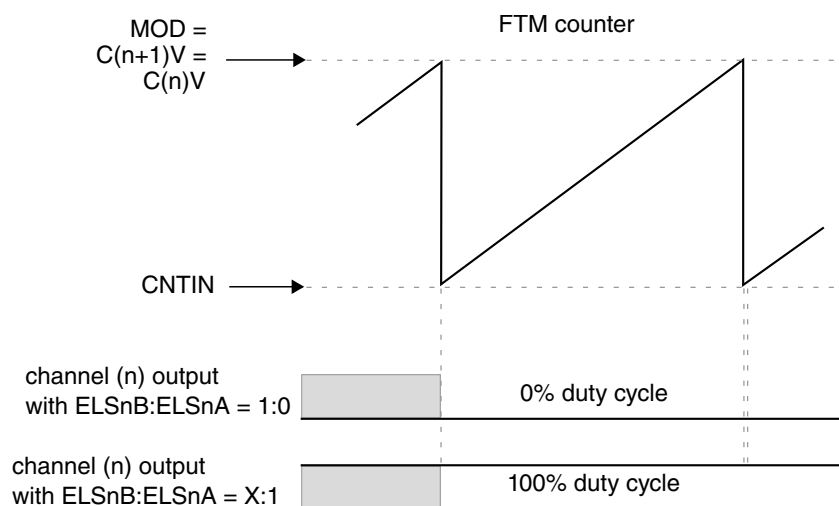 MOD =
C(n+1)V =
C(n)V
FTM counter
CNTIN
channel (n) output
with ELSnB:ELSnA = 1:0
0% duty cycle
channel (n) output
with ELSnB:ELSnA = X:1
100% duty cycle